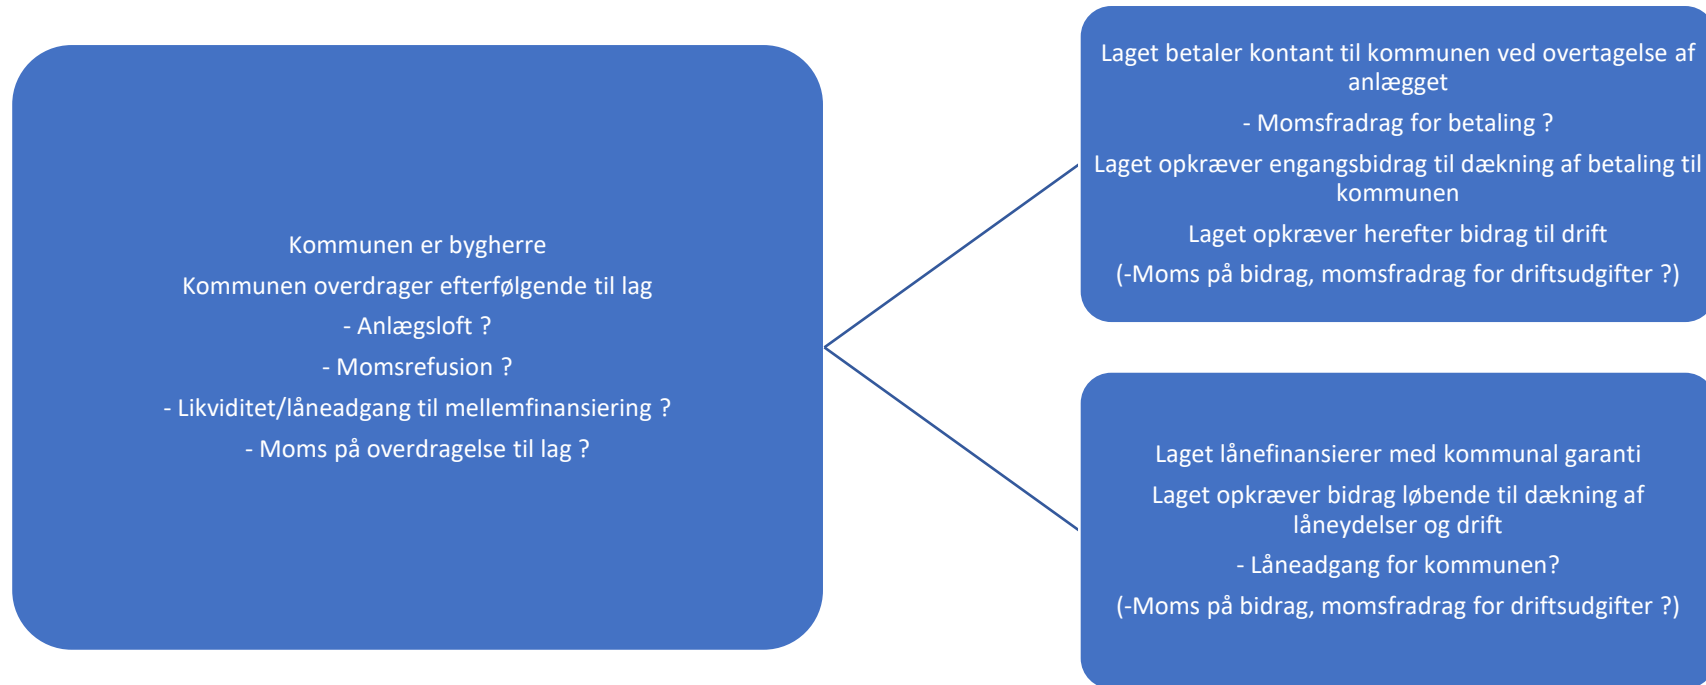 Kommunen er bygherre
Kommunen overdrager efterfølgende til lag
- Anlægsloft ?
- Momsrefusion ?
- Likviditet/låneadgang til mellemfinansiering ?
- Moms på overdragelse til lag ?
Laget betaler kontant til kommunen ved overtagelse af
anlægget
- Momsfradrag for betaling ?
Laget opkræver engangsbidrag til dækning af betaling til
kommunen
Laget opkræver herefter bidrag til drift
(-Moms på bidrag, momsfradrag for driftsudgifter ?)
Laget lånefinansierer med kommunal garanti
Laget opkræver bidrag løbende til dækning af
låneydelser og drift
- Låneadgang for kommunen?
(-Moms på bidrag, momsfradrag for driftsudgifter ?)